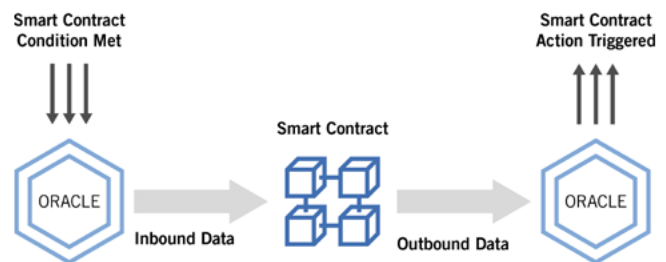 Smart Contract
Condition Met
Smart Contract
Action Triggered
Smart Contract
ORACLE
ORACLE
Inbound Data
Outbound Data